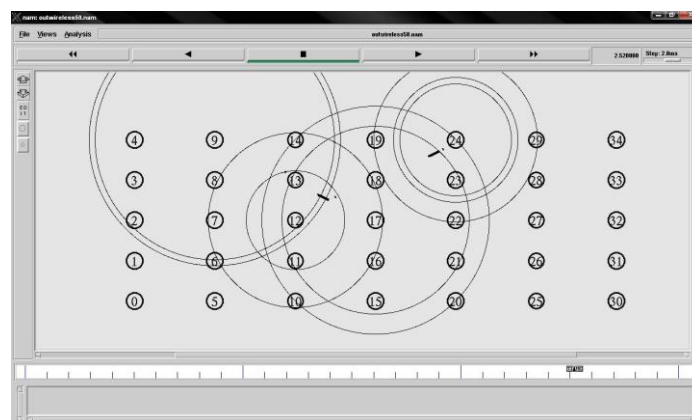 nam: outwireless50.nam
File Views Analysis
outwireless50.nam
2.520000 Step: 2.0ms
4 9 14 19 24 29 34
3 8 13 18 23 28 33
2 7 12 17 22 27 32
1 6 11 16 21 26 31
0 5 10 15 20 25 30